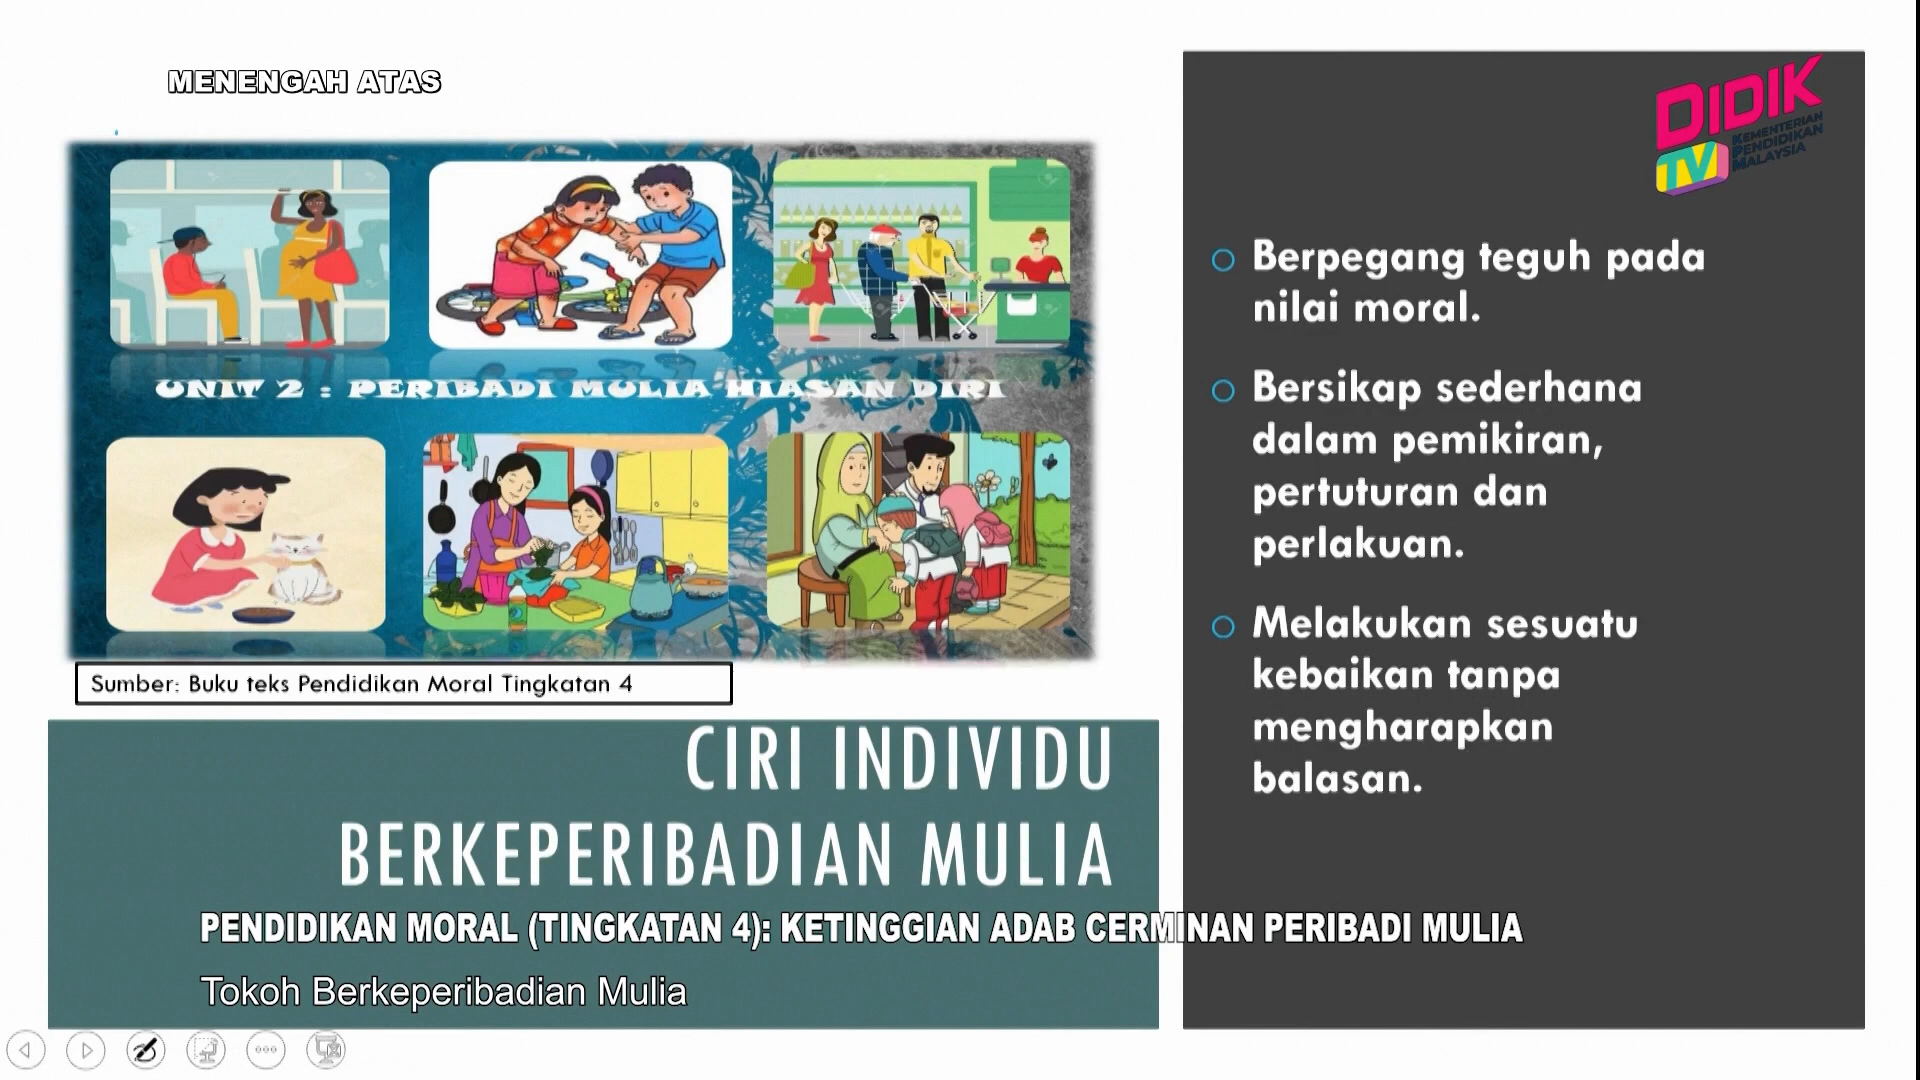 MENENGAH ATAS
UNIT 2 : PERIBADI MULIA HIASAN DIRI
Sumber: Buku teks Pendidikan Moral Tingkatan 4
CIRI INDIVIDU
BERKEPERIBADIAN MULIA
PENDIDIKAN MORAL (TINGKATAN 4): KETINGGIAN ADAB CERMINAN PERIBADI MULIA
Tokoh Berkeperibadian Mulia
DIDIK
TV
KEMENTERIAN
PENDIDIKAN
MALAYSIA
Berpegang teguh pada
nilai moral.
Bersikap sederhana
dalam pemikiran,
pertuturan dan
perlakuan.
Melakukan sesuatu
kebaikan tanpa
mengharapkan
balasan.